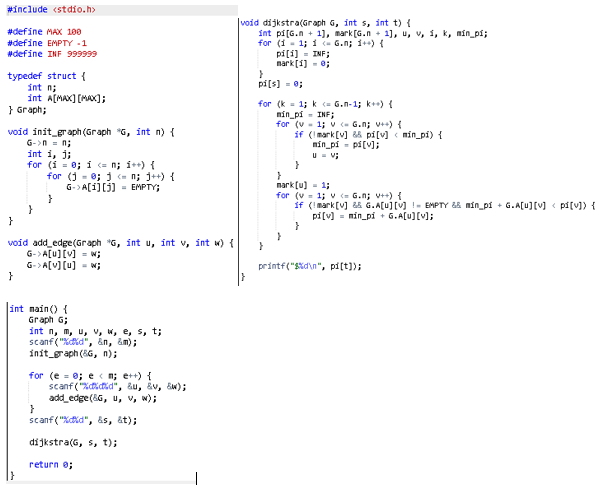 #include <stdio.h>

#define MAX 100
#define EMPTY -1
#define INF 999999

typedef struct {
    int n;
    int A[MAX][MAX];
} Graph;

void init_graph(Graph *G, int n) {
    G->n = n;
    int i, j;
    for (i = 0; i <= n; i++) {
        for (j = 0; j <= n; j++) {
            G->A[i][j] = EMPTY;
        }
    }
}

void add_edge(Graph *G, int u, int v, int w) {
    G->A[u][v] = w;
    G->A[v][u] = w;
}

void dijkstra(Graph G, int s, int t) {
    int pi[G.n + 1], mark[G.n + 1], u, v, i, k, min_pi;
    for (i = 1; i <= G.n; i++) {
        pi[i] = INF;
        mark[i] = 0;
    }
    pi[s] = 0;

    for (k = 1; k <= G.n-1; k++) {
        min_pi = INF;
        for (v = 1; v <= G.n; v++) {
            if (!mark[v] && pi[v] < min_pi) {
                min_pi = pi[v];
                u = v;
            }
        }
        mark[u] = 1;
        for (v = 1; v <= G.n; v++) {
            if (!mark[v] && G.A[u][v] != EMPTY && min_pi + G.A[u][v] < pi[v]) {
                pi[v] = min_pi + G.A[u][v];
            }
        }
    }

    printf("$%d\n", pi[t]);
}

int main() {
    Graph G;
    int n, m, u, v, w, e, s, t;
    scanf("%d%d", &n, &m);
    init_graph(&G, n);

    for (e = 0; e < m; e++) {
        scanf("%d%d%d", &u, &v, &w);
        add_edge(&G, u, v, w);
    }
    scanf("%d%d", &s, &t);

    dijkstra(G, s, t);

    return 0;
}